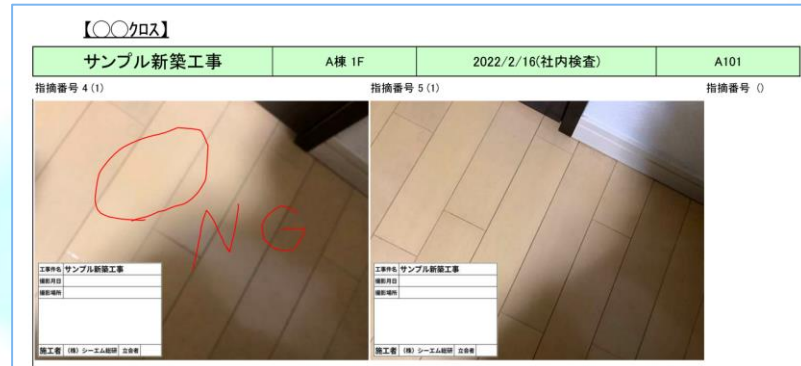 【○○クロス】
サンプル新築工事 A棟 1F 2022/2/16(社内検査) A101
指摘番号 4 (1) 指摘番号 5 (1) 指摘番号 ()
NG
工事件名 サンプル新築工事
撮影月日
撮影場所
施工者 (株) シーエム総研 立会者
工事件名 サンプル新築工事
撮影月日
撮影場所
施工者 (株) シーエム総研 立会者